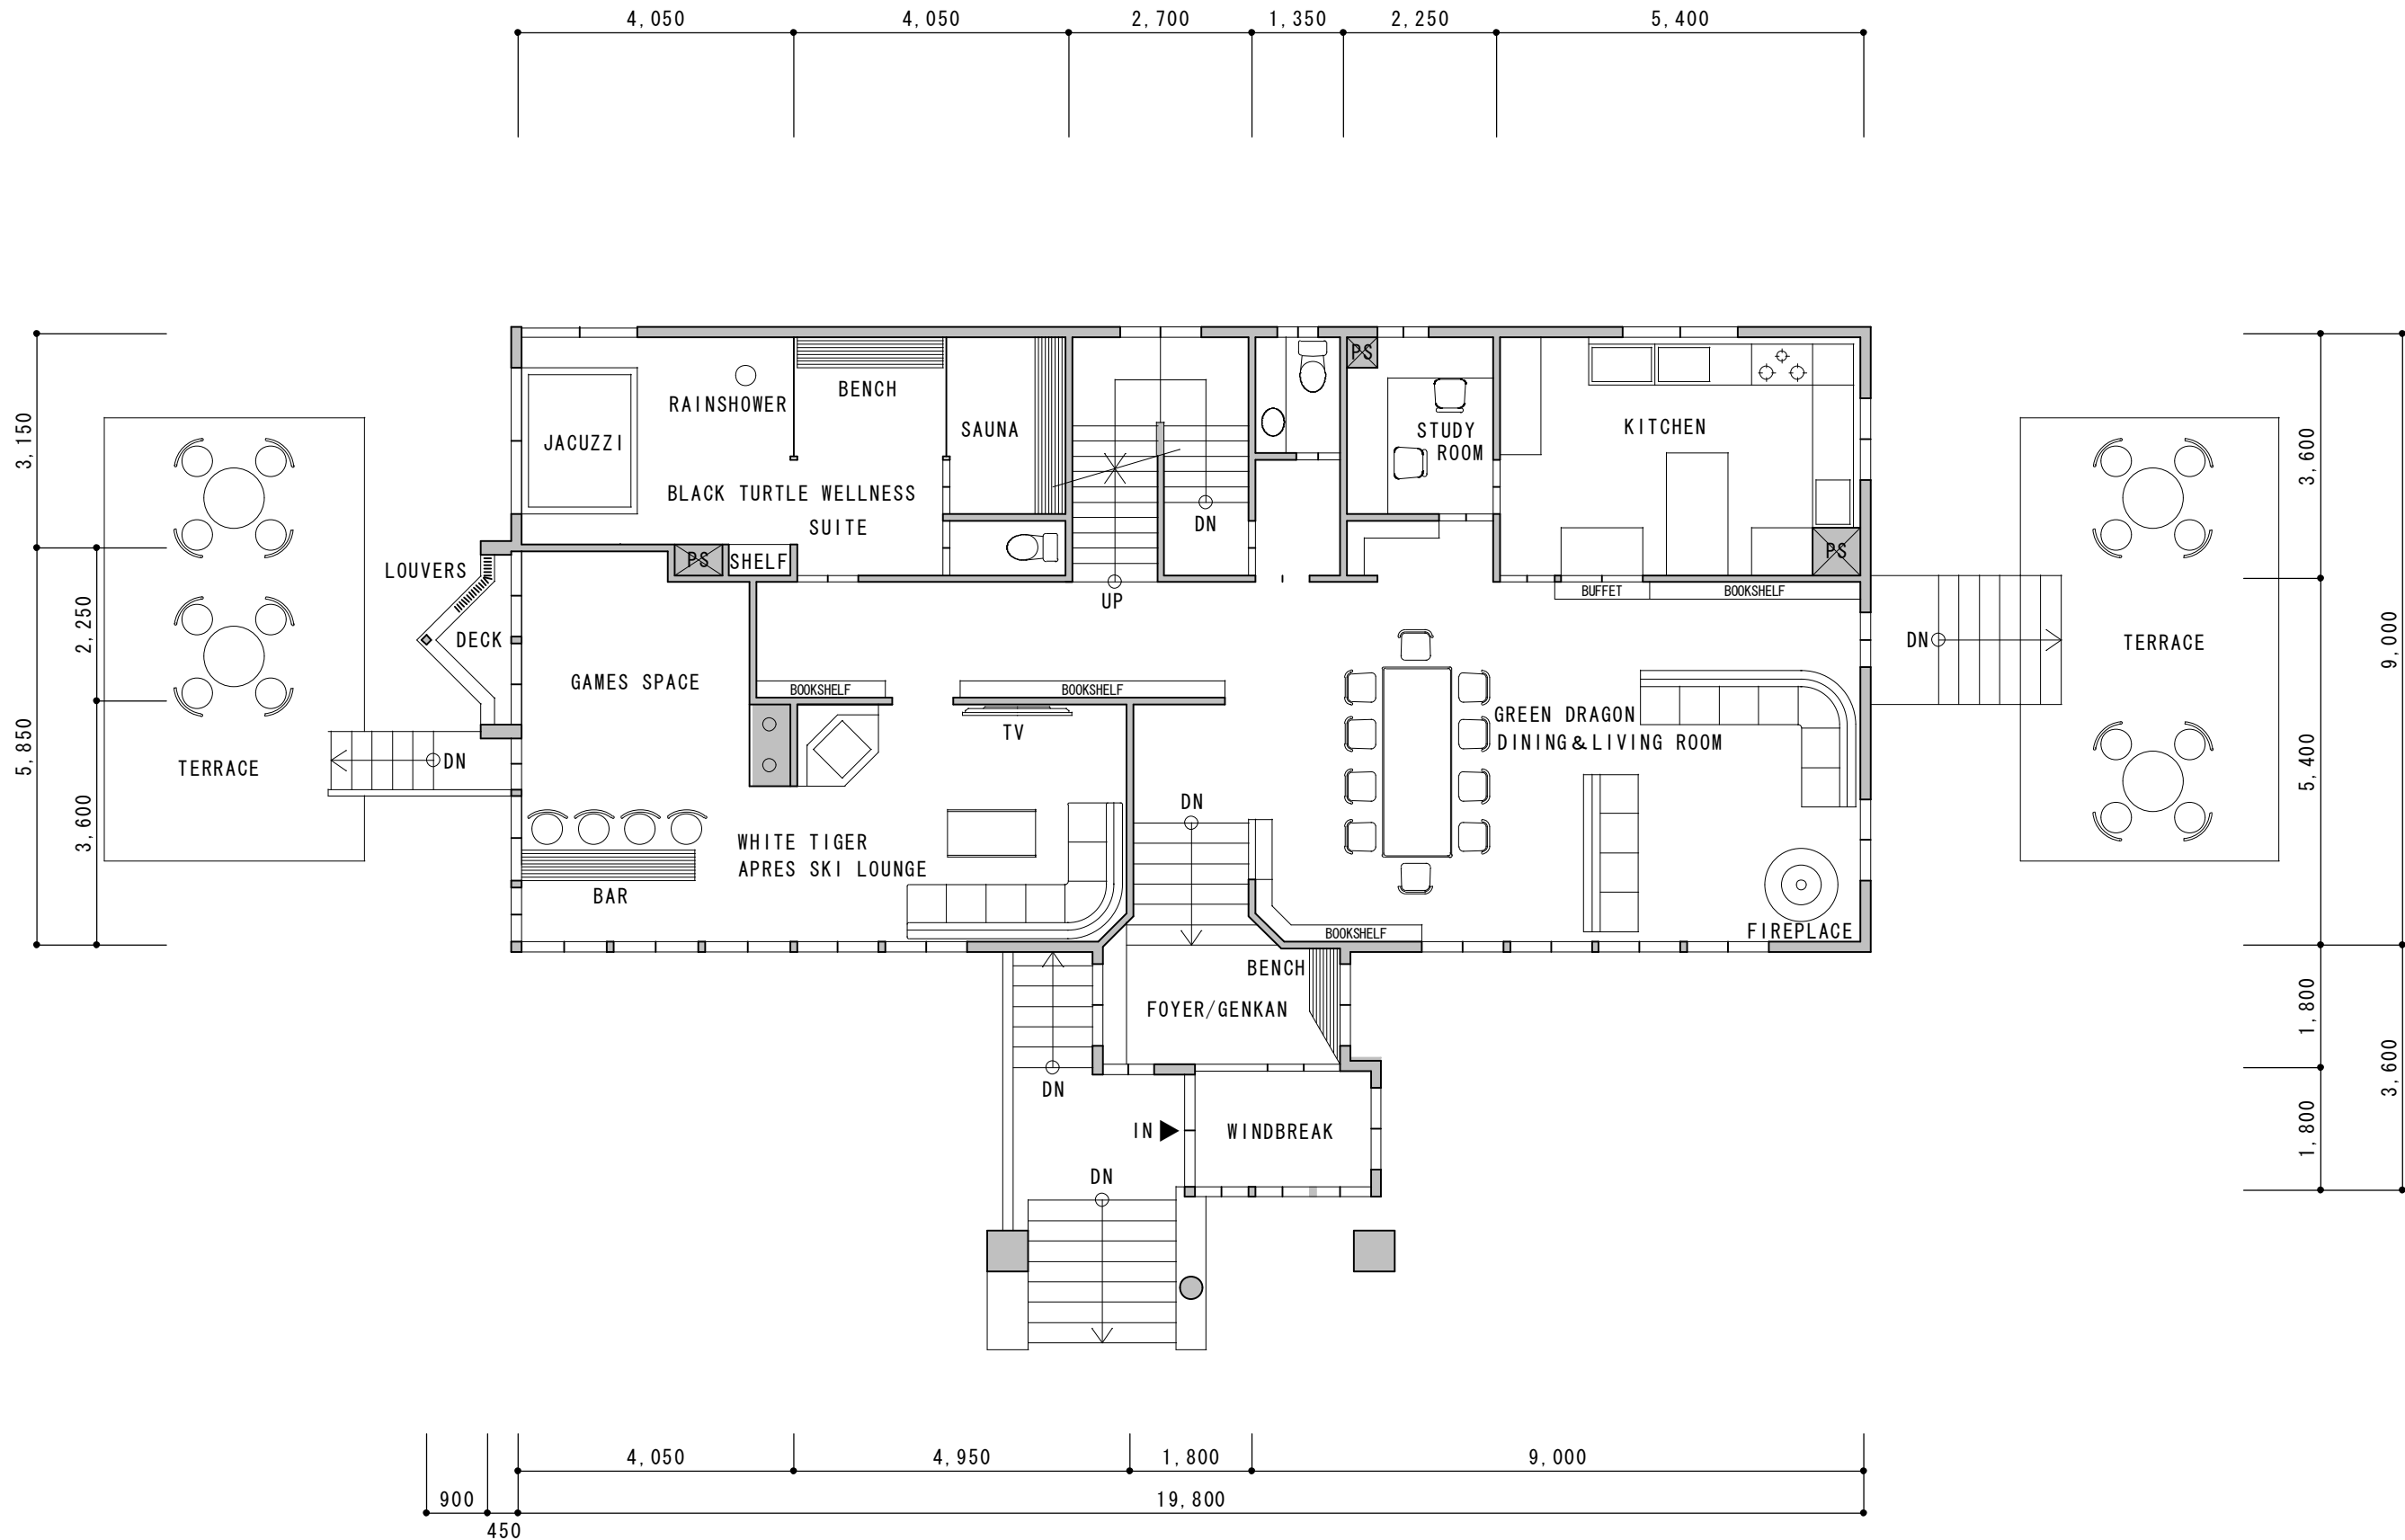 4,050
4,050
2,700
1,350
2,250
5,400
PS
RAINSHOWER
BENCH
SAUNA
JACUZZI
STUDY
ROOM
KITCHEN
3,150
3,600
BLACK TURTLE WELLNESS
SUITE
DN
PS
SHELF
PS
LOUVERS
UP
BUFFET
BOOKSHELF
2,250
DECK
DN
TERRACE
9,000
GAMES SPACE
BOOKSHELF
BOOKSHELF
GREEN DRAGON
DINING&LIVING ROOM
TV
5,850
TERRACE
DN
5,400
DN
3,600
WHITE TIGER
APRES SKI LOUNGE
BAR
BOOKSHELF
FIREPLACE
BENCH
FOYER/GENKAN
1,800
3,600
DN
IN
WINDBREAK
1,800
DN
4,050
4,950
1,800
9,000
900
19,800
450